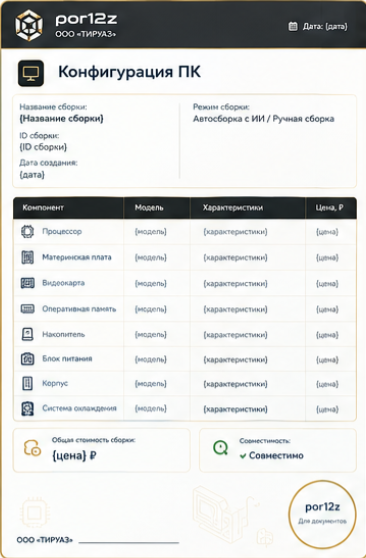 por12z
ООО «ТИРУАЗ»
Дата: {дата}
Конфигурация ПК
Название сборки:
{Название сборки}
ID сборки:
{ID сборки}
Дата создания:
{дата}
Режим сборки:
Автосборка с ИИ / Ручная сборка
Компонент Модель Характеристики Цена, ₽
Процессор {модель} {характеристики} {цена}
Материнская плата {модель} {характеристики} {цена}
Видеокарта {модель} {характеристики} {цена}
Оперативная память {модель} {характеристики} {цена}
Накопитель {модель} {характеристики} {цена}
Блок питания {модель} {характеристики} {цена}
Корпус {модель} {характеристики} {цена}
Система охлаждения {модель} {характеристики} {цена}
Общая стоимость сборки:
{цена} ₽
Совместимость:
✓ Совместимо
por12z
Для документов
ООО «ТИРУАЗ»